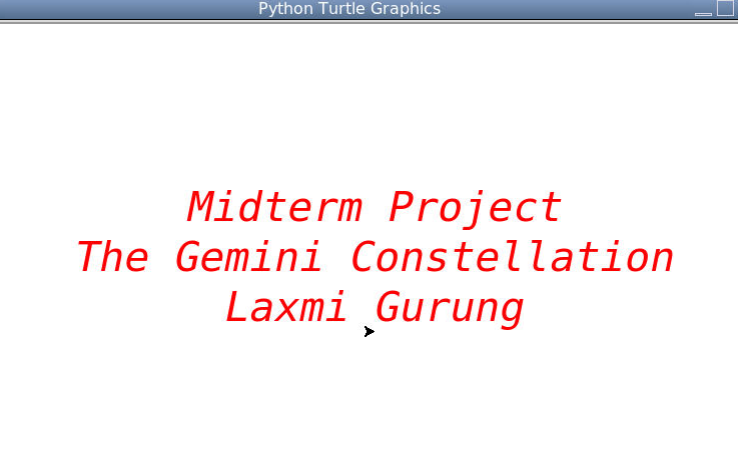 Python Turtle Graphics
Midterm Project
The Gemini Constellation
Laxmi Gurung